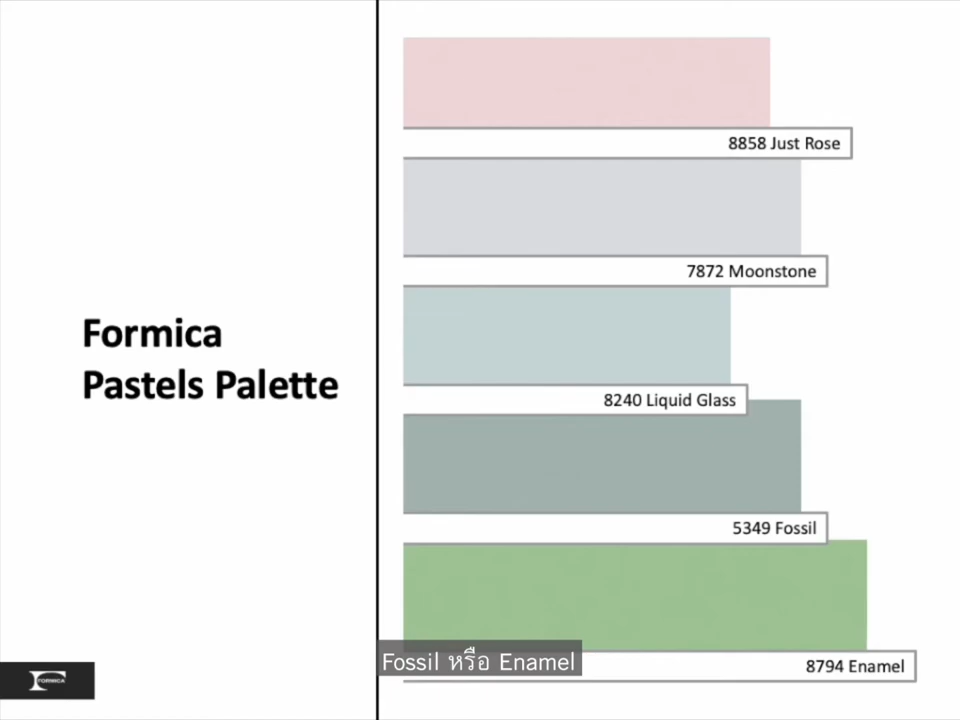 Formica
Pastels Palette
8858 Just Rose
7872 Moonstone
8240 Liquid Glass
5349 Fossil
8794 Enamel
Fossil หรือ Enamel
FORMICA